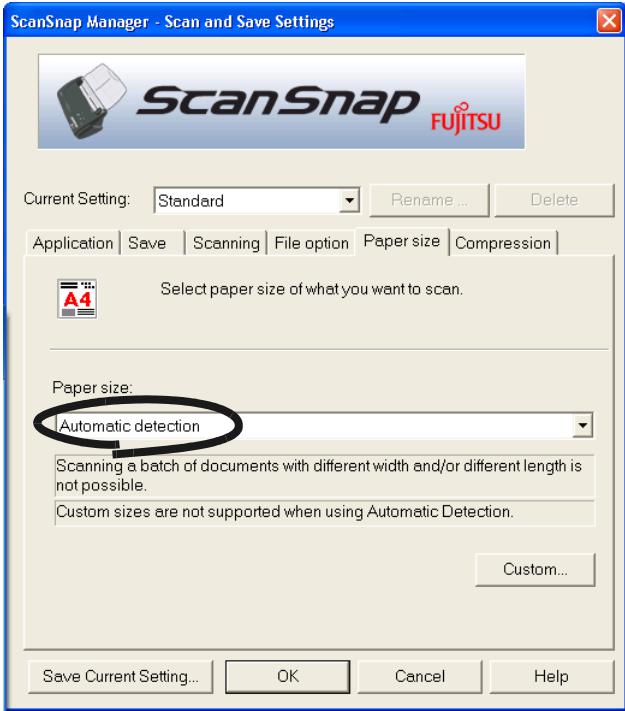 ScanSnap Manager - Scan and Save Settings
ScanSnap
FUJITSU
Current Setting: Standard Rename ... Delete
Application Save Scanning File option Paper size Compression
A4 Select paper size of what you want to scan.
Paper size:
Automatic detection
Scanning a batch of documents with different width and/or different length is
not possible.
Custom sizes are not supported when using Automatic Detection.
Custom...
Save Current Setting... OK Cancel Help